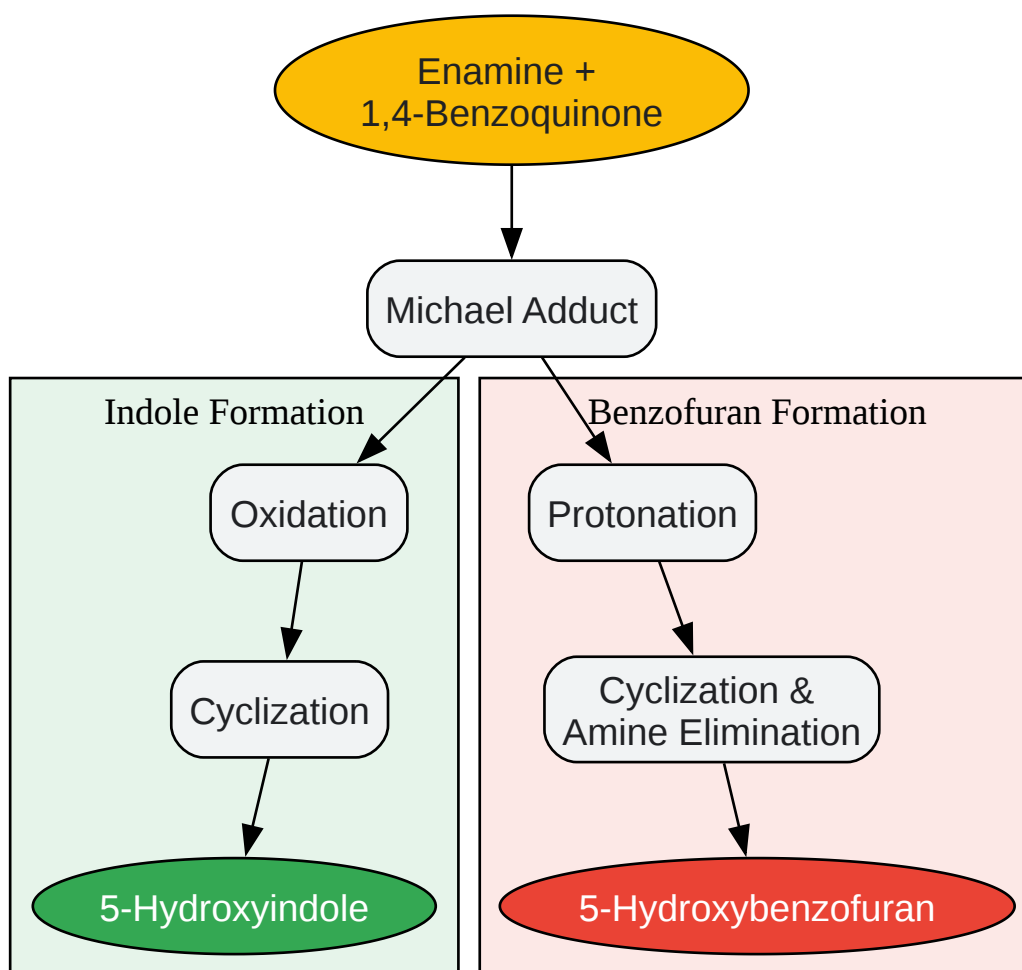 Enamine +
1,4-Benzoquinone
Michael Adduct
Indole Formation
Benzofuran Formation
Oxidation
Protonation
Cyclization
Cyclization &
Amine Elimination
5-Hydroxyindole
5-Hydroxybenzofuran